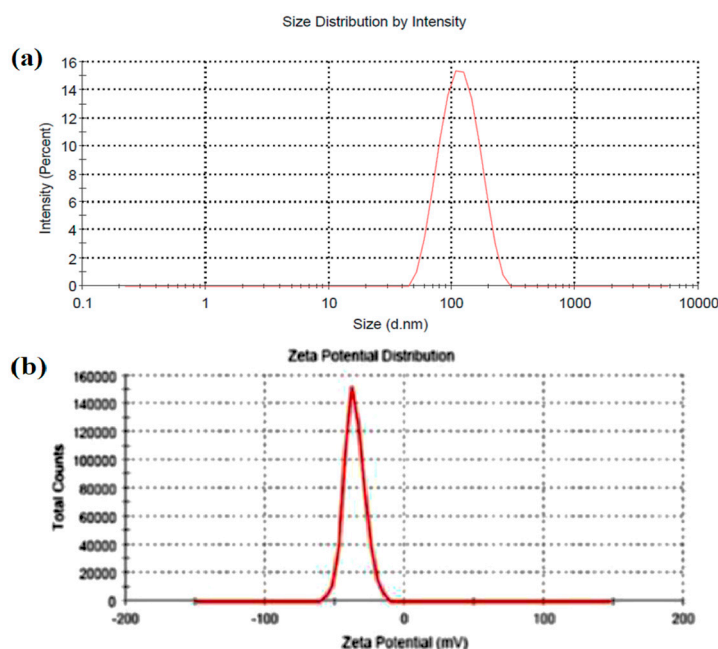 Size Distribution by Intensity
(a)
16
14
12
10
8
6
4
2
0
Intensity (Percent)
0.1 1 10 100 1000 10000
Size (d.nm)
(b)
Zeta Potential Distribution
160000
140000
120000
100000
80000
60000
40000
20000
0
Total Counts
-200 -100 0 100 200
Zeta Potential (mV)